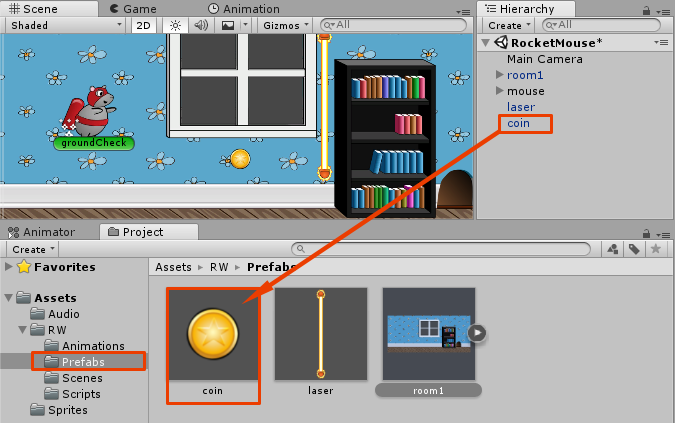 Scene Game Animation
Shaded 2D Gizmos All
groundCheck
Hierarchy
Create All
RocketMouse*
Main Camera
room1
mouse
laser
coin
Animator Project
Create
Favorites
Assets
Audio
RW
Animations
Prefabs
Scenes
Scripts
Sprites
Assets ▸ RW ▸ Prefabs
coin laser room1